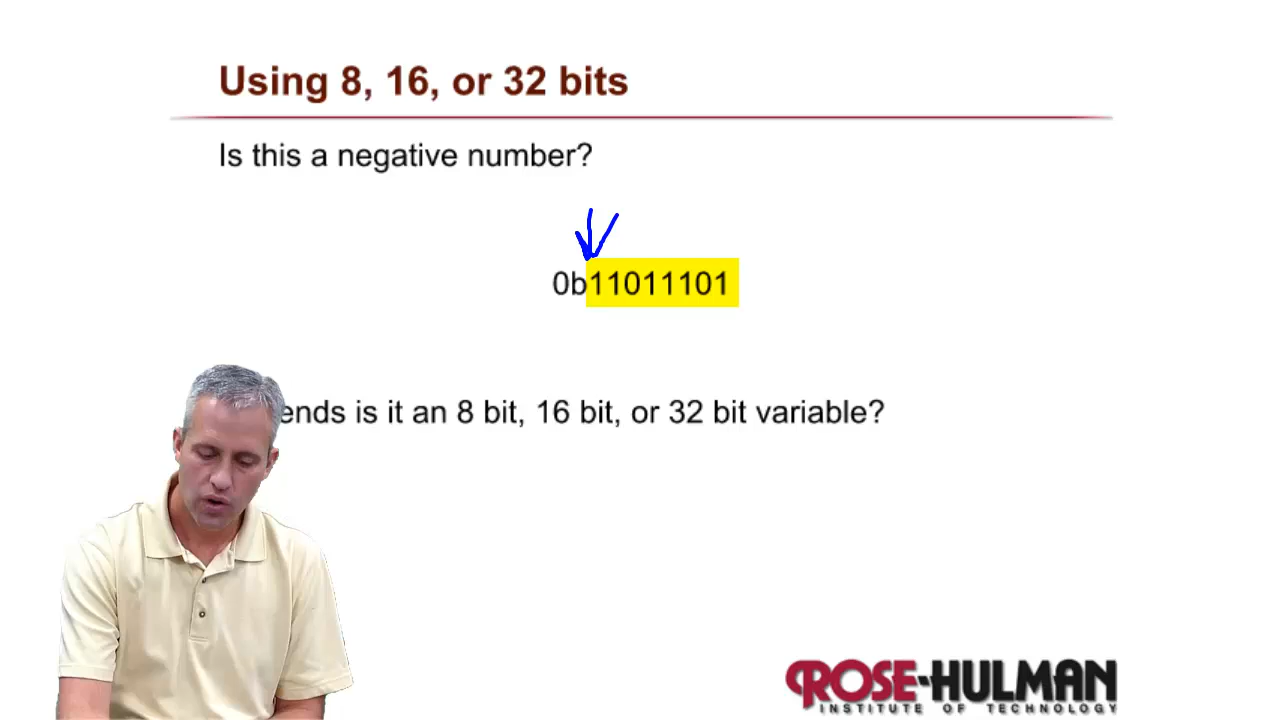 Using 8, 16, or 32 bits
Is this a negative number?
0b11011101
ends is it an 8 bit, 16 bit, or 32 bit variable?
ROSE-HULMAN
INSTITUTE OF TECHNOLOGY